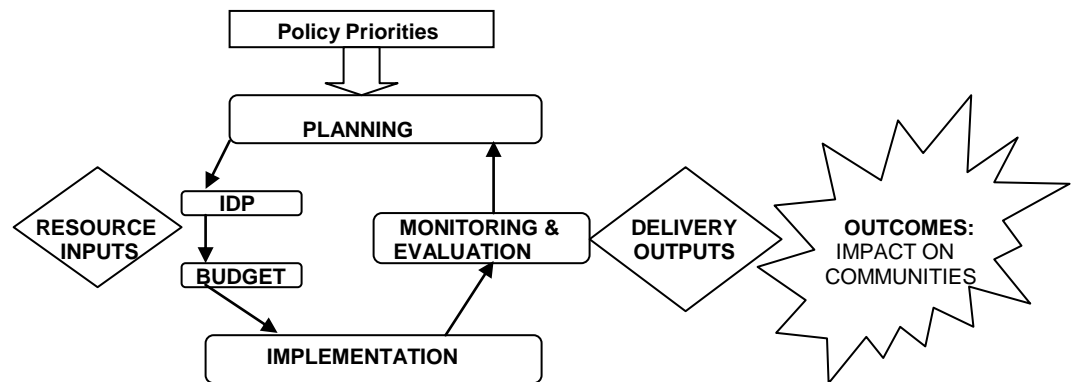 Policy Priorities
PLANNING
IDP
RESOURCE
INPUTS
BUDGET
MONITORING &
EVALUATION
DELIVERY
OUTPUTS
OUTCOMES:
IMPACT ON
COMMUNITIES
IMPLEMENTATION